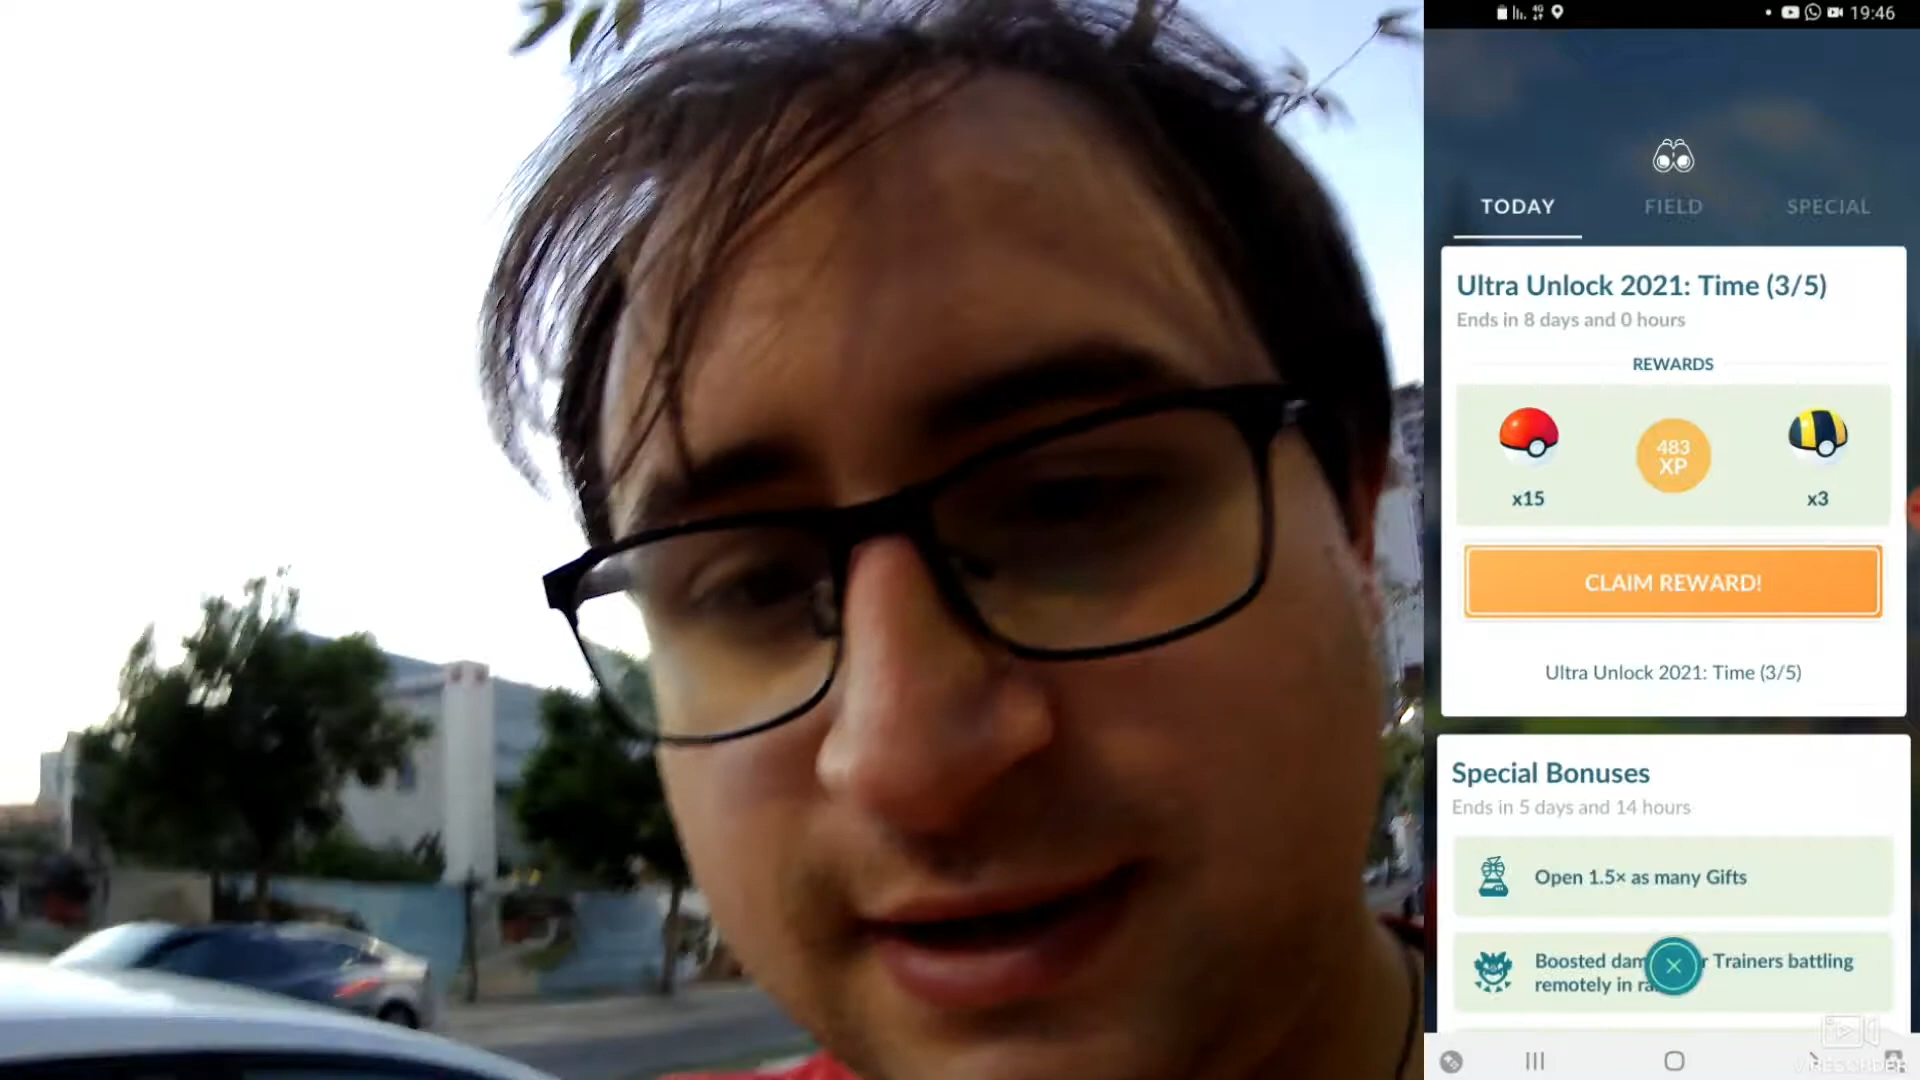 4G 19:46
TODAY FIELD SPECIAL
Ultra Unlock 2021: Time (3/5)
Ends in 8 days and 0 hours
REWARDS
483
XP
x15 x3
CLAIM REWARD!
Ultra Unlock 2021: Time (3/5)
Special Bonuses
Ends in 5 days and 14 hours
Open 1.5× as many Gifts
Boosted Trainers battling
remotely in